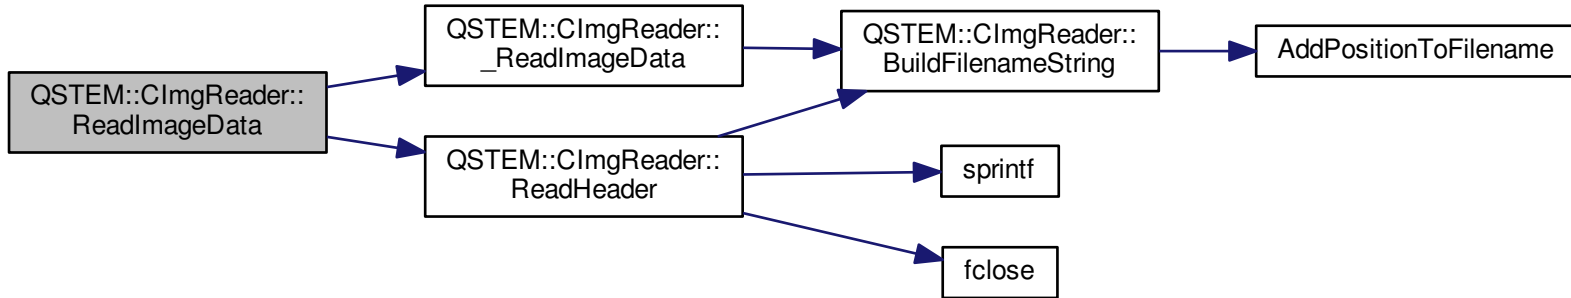 QSTEM::CImgReader::
ReadImageData
QSTEM::CImgReader::
_ReadImageData
QSTEM::CImgReader::
ReadHeader
QSTEM::CImgReader::
BuildFilenameString
sprintf
fclose
AddPositionToFilename